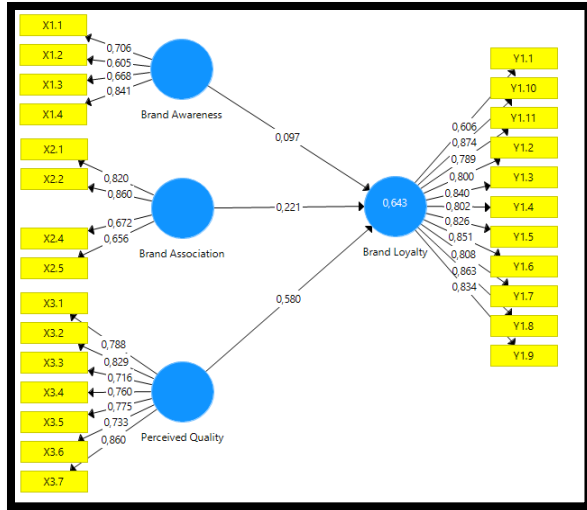 X1.1
X1.2
X1.3
X1.4
0,706
0,605
0,668
0,841
Brand Awareness
0,097
X2.1
X2.2
X2.4
X2.5
0,820
0,860
0,672
0,656
Brand Association
0,221
X3.1
X3.2
X3.3
X3.4
X3.5
X3.6
X3.7
0,788
0,829
0,716
0,760
0,775
0,733
0,860
Perceived Quality
0,580
0,643
Brand Loyalty
0,606
0,874
0,789
0,800
0,840
0,802
0,826
0,851
0,808
0,863
0,834
Y1.1
Y1.10
Y1.11
Y1.2
Y1.3
Y1.4
Y1.5
Y1.6
Y1.7
Y1.8
Y1.9